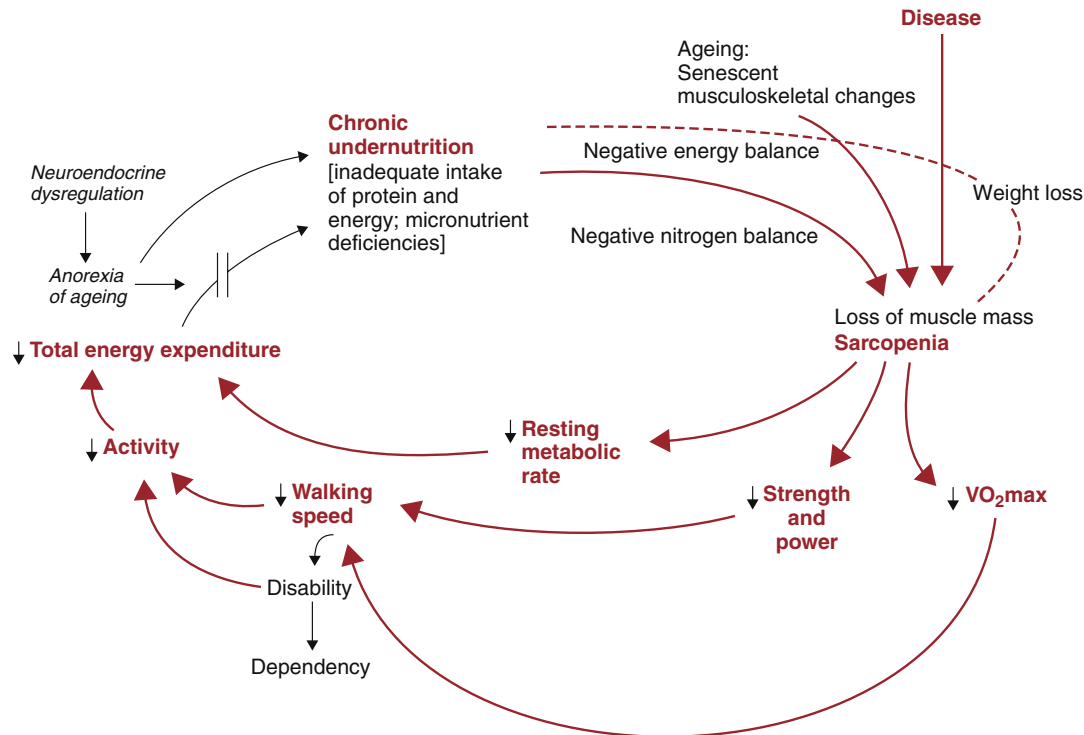 Disease
Ageing:
Senescent
musculoskeletal changes
Chronic
undernutrition
[inadequate intake
of protein and
energy; micronutrient
deficiencies]
Negative energy balance
Neuroendocrine
dysregulation
Weight loss
Negative nitrogen balance
Anorexia
of ageing
Loss of muscle mass
Sarcopenia
↓ Total energy expenditure
↓ Resting
metabolic
rate
↓ Activity
↓ Walking
speed
↓ Strength
and
power
↓ VO₂max
Disability
Dependency